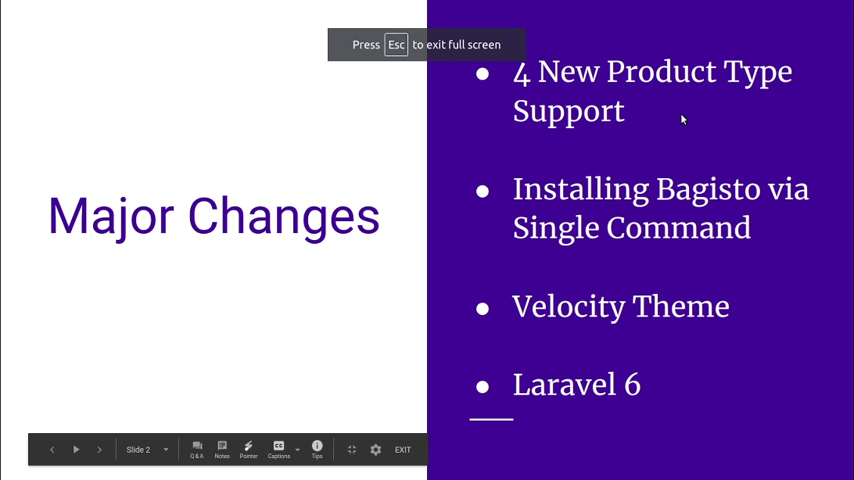 Press Esc to exit full screen
Major Changes
● 4 New Product Type
Support
● Installing Bagisto via
Single Command
● Velocity Theme
● Laravel 6
Slide 2
Q&A
Notes
Pointer
CC
Captions
Tips
EXIT